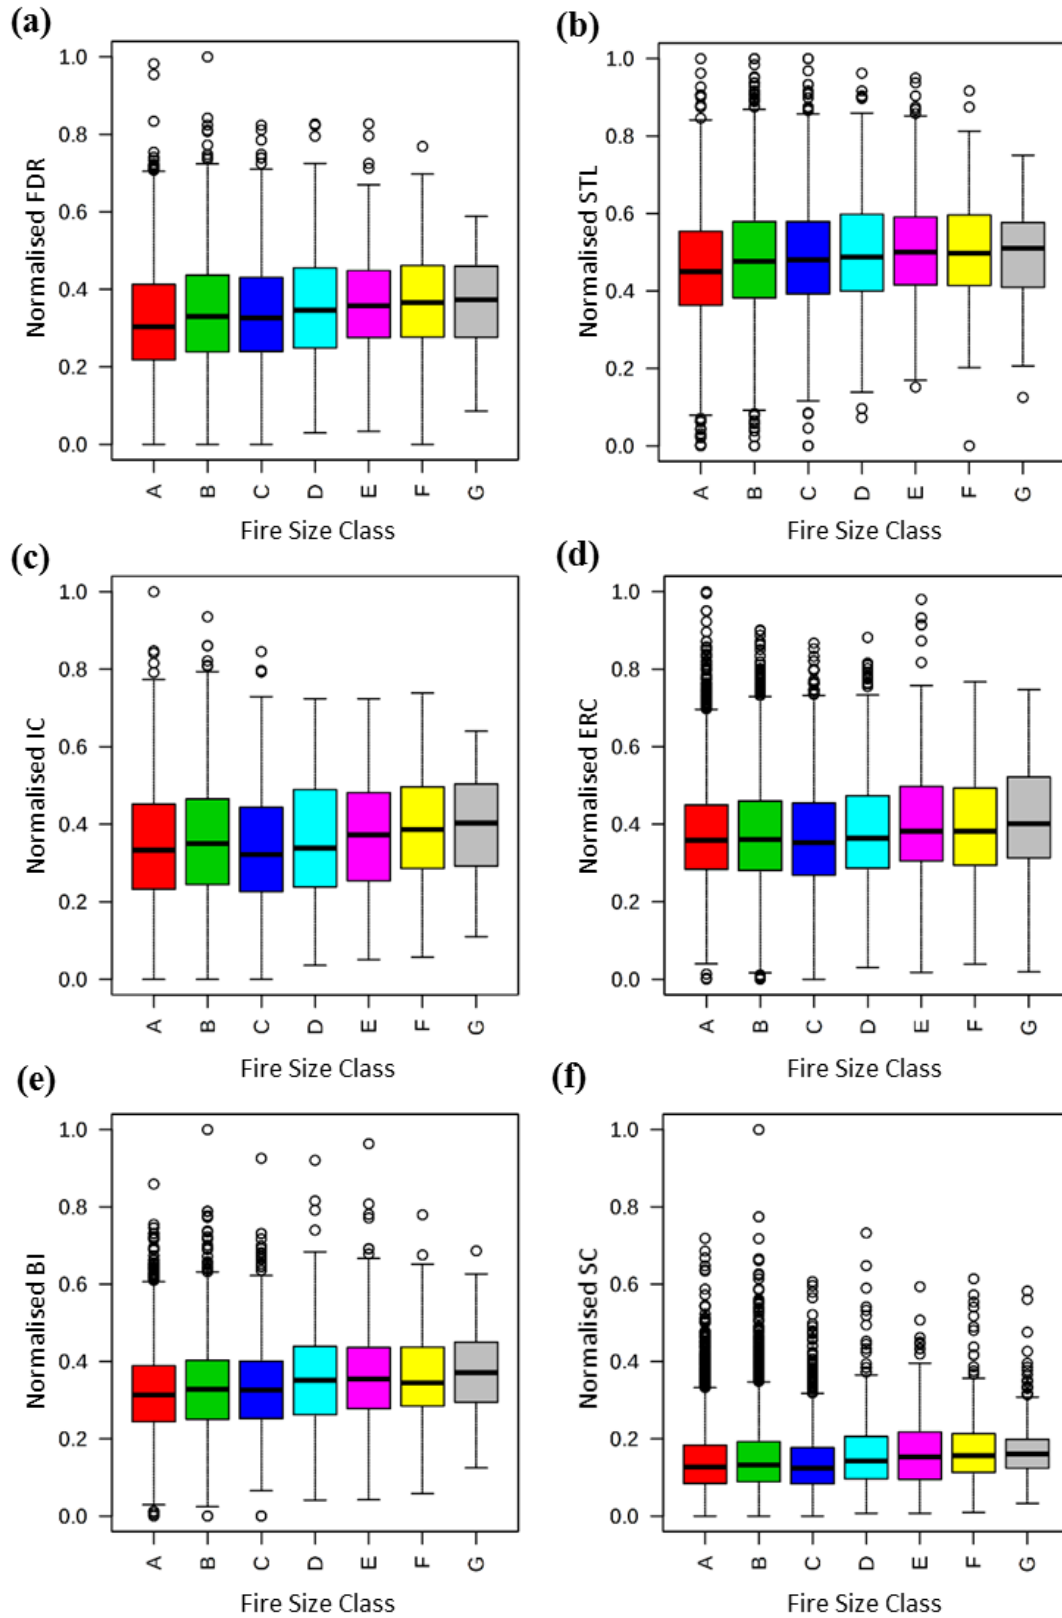 (a)
1.0
0.8
0.6
0.4
0.2
0.0
Normalised FDR
A B C D E F G
Fire Size Class
(b)
1.0
0.8
0.6
0.4
0.2
0.0
Normalised STL
A B C D E F G
Fire Size Class
(c)
1.0
0.8
0.6
0.4
0.2
0.0
Normalised IC
A B C D E F G
Fire Size Class
(d)
1.0
0.8
0.6
0.4
0.2
0.0
Normalised ERC
A B C D E F G
Fire Size Class
(e)
1.0
0.8
0.6
0.4
0.2
0.0
Normalised BI
A B C D E F G
Fire Size Class
(f)
1.0
0.8
0.6
0.4
0.2
0.0
Normalised SC
A B C D E F G
Fire Size Class